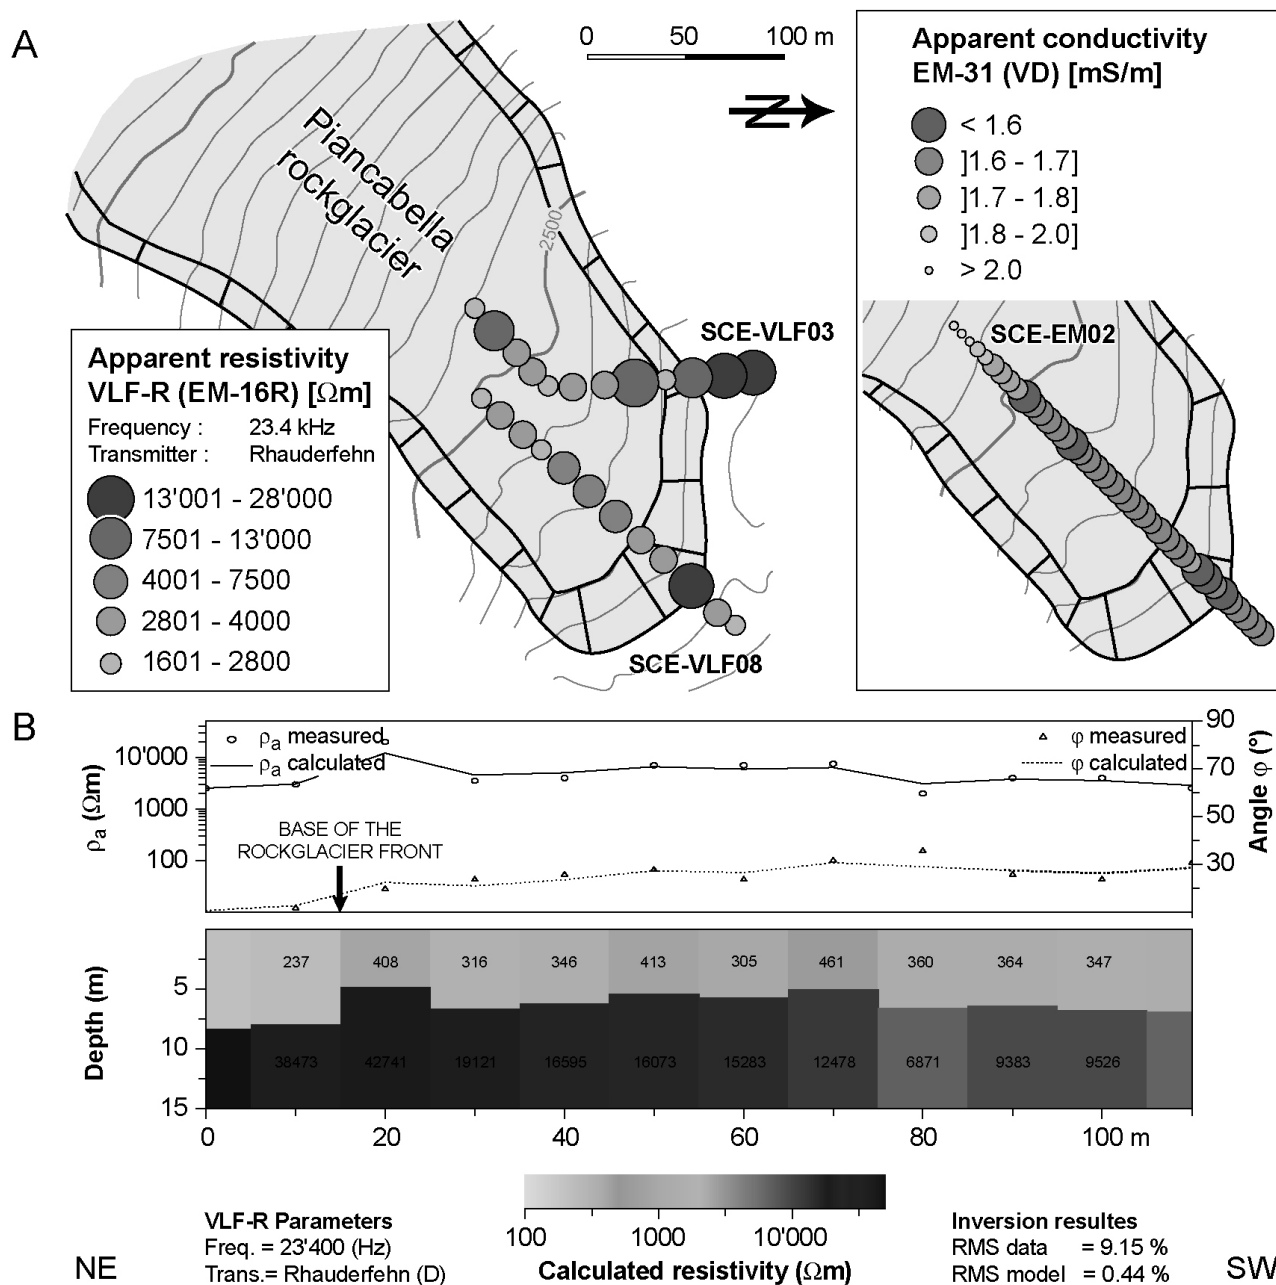 A
0 50 100 m
N
Piancabella
rockglacier
2500
SCE-VLF03
SCE-VLF08
Apparent resistivity
VLF-R (EM-16R) [Ωm]
Frequency : 23.4 kHz
Transmitter : Rhauderfehn
13'001 - 28'000
7501 - 13'000
4001 - 7500
2801 - 4000
1601 - 2800
Apparent conductivity
EM-31 (VD) [mS/m]
< 1.6
]1.6 - 1.7]
]1.7 - 1.8]
]1.8 - 2.0]
> 2.0
SCE-EM02
B
ρa measured
ρa calculated
φ measured
φ calculated
10'000
1000
100
ρa (Ωm)
90
70
50
30
Angle φ (°)
BASE OF THE
ROCKGLACIER FRONT
237 408 316 346 413 305 461 360 364 347
38473 42741 19121 16595 16073 15283 12478 6871 9383 9526
Depth (m)
5
10
15
0 20 40 60 80 100 m
100 1000 10'000
Calculated resistivity (Ωm)
VLF-R Parameters
Freq. = 23'400 (Hz)
Trans.= Rhauderfehn (D)
Inversion resultes
RMS data = 9.15 %
RMS model = 0.44 %
NE
SW